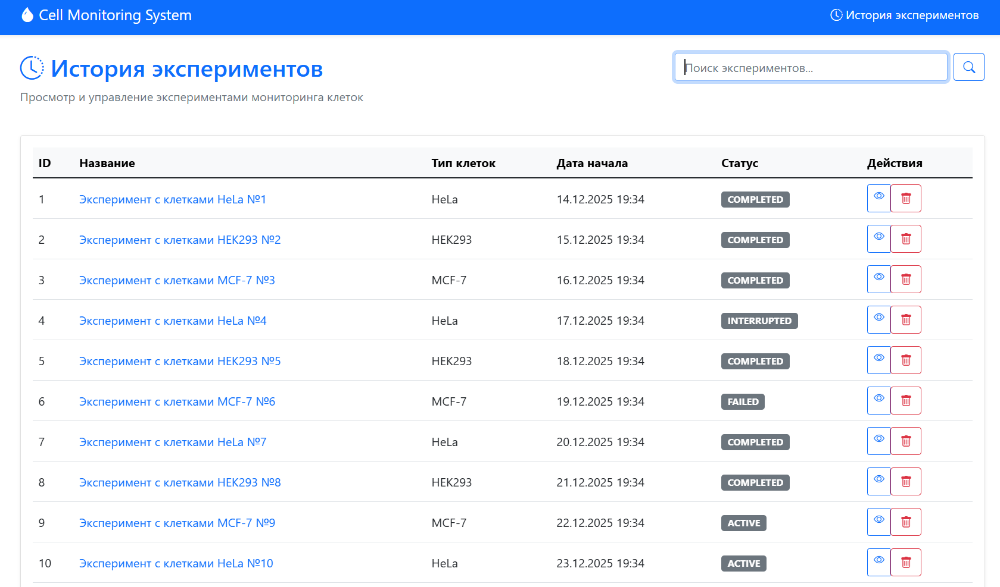 Cell Monitoring System
История экспериментов
История экспериментов
Поиск экспериментов...
Просмотр и управление экспериментами мониторинга клеток
ID Название Тип клеток Дата начала Статус Действия
1 Эксперимент с клетками HeLa №1 HeLa 14.12.2025 19:34 COMPLETED
2 Эксперимент с клетками HEK293 №2 HEK293 15.12.2025 19:34 COMPLETED
3 Эксперимент с клетками MCF-7 №3 MCF-7 16.12.2025 19:34 COMPLETED
4 Эксперимент с клетками HeLa №4 HeLa 17.12.2025 19:34 INTERRUPTED
5 Эксперимент с клетками HEK293 №5 HEK293 18.12.2025 19:34 COMPLETED
6 Эксперимент с клетками MCF-7 №6 MCF-7 19.12.2025 19:34 FAILED
7 Эксперимент с клетками HeLa №7 HeLa 20.12.2025 19:34 COMPLETED
8 Эксперимент с клетками HEK293 №8 HEK293 21.12.2025 19:34 COMPLETED
9 Эксперимент с клетками MCF-7 №9 MCF-7 22.12.2025 19:34 ACTIVE
10 Эксперимент с клетками HeLa №10 HeLa 23.12.2025 19:34 ACTIVE